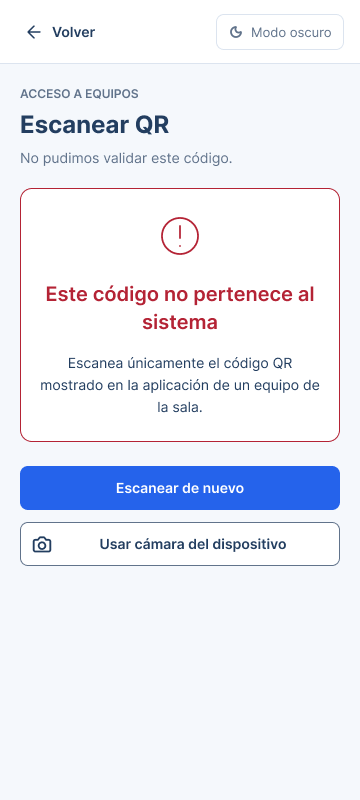 Volver
Modo oscuro
ACCESO A EQUIPOS
Escanear QR
No pudimos validar este código.
Este código no pertenece al
sistema
Escanea únicamente el código QR
mostrado en la aplicación de un equipo de
la sala.
Escanear de nuevo
Usar cámara del dispositivo